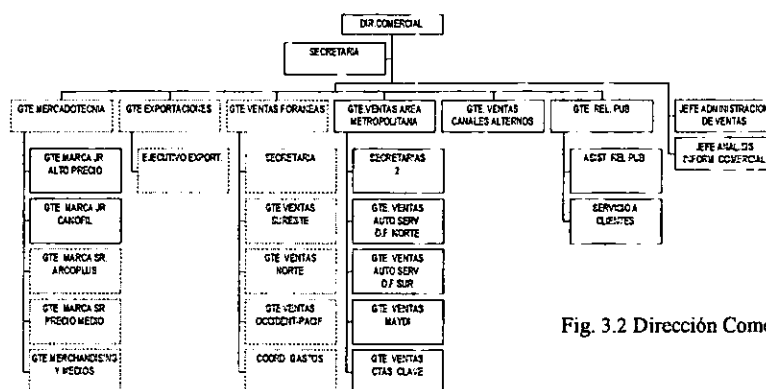 DIR. COMERCIAL
SECRETARIA
GTE MERCADOTECNIA
GTE EXPORTACIONES
GTE VENTAS FORANEAS
GTE VENTAS AREA
METROPOLITANA
GTE. VENTAS
CANALES ALTERNOS
GTE REL. PUB
JEFE ADMINISTRACION
DE VENTAS
JEFE ANALISIS
INFORM COMERCIAL
GTE MARCA JR
ALTO PRECIO
EJECUTIVO EXPORT.
SECRETARIA
SECRETARIAS
2
ASIST REL PUB
GTE MARCA JR
CANOFIL
GTE VENTAS
SURESTE
GTE. VENTAS
AUTO SERV
D.F NORTE
SERVICIO A
CLIENTES
GTE MARCA SR.
ARCOPLUS
GTE VENTAS
NORTE
GTE VENTAS
AUTO SERV
D.F SUR
GTE MARCA SR
PRECIO MEDIO
GTE VENTAS
OCCIDENT-PACIF
GTE VENTAS
MAYDI
Fig. 3.2 Dirección Come
GTE MERCHANDISING
Y MEDIOS
COORD GASTOS
GTE VENTAS
CTAS CLAVE